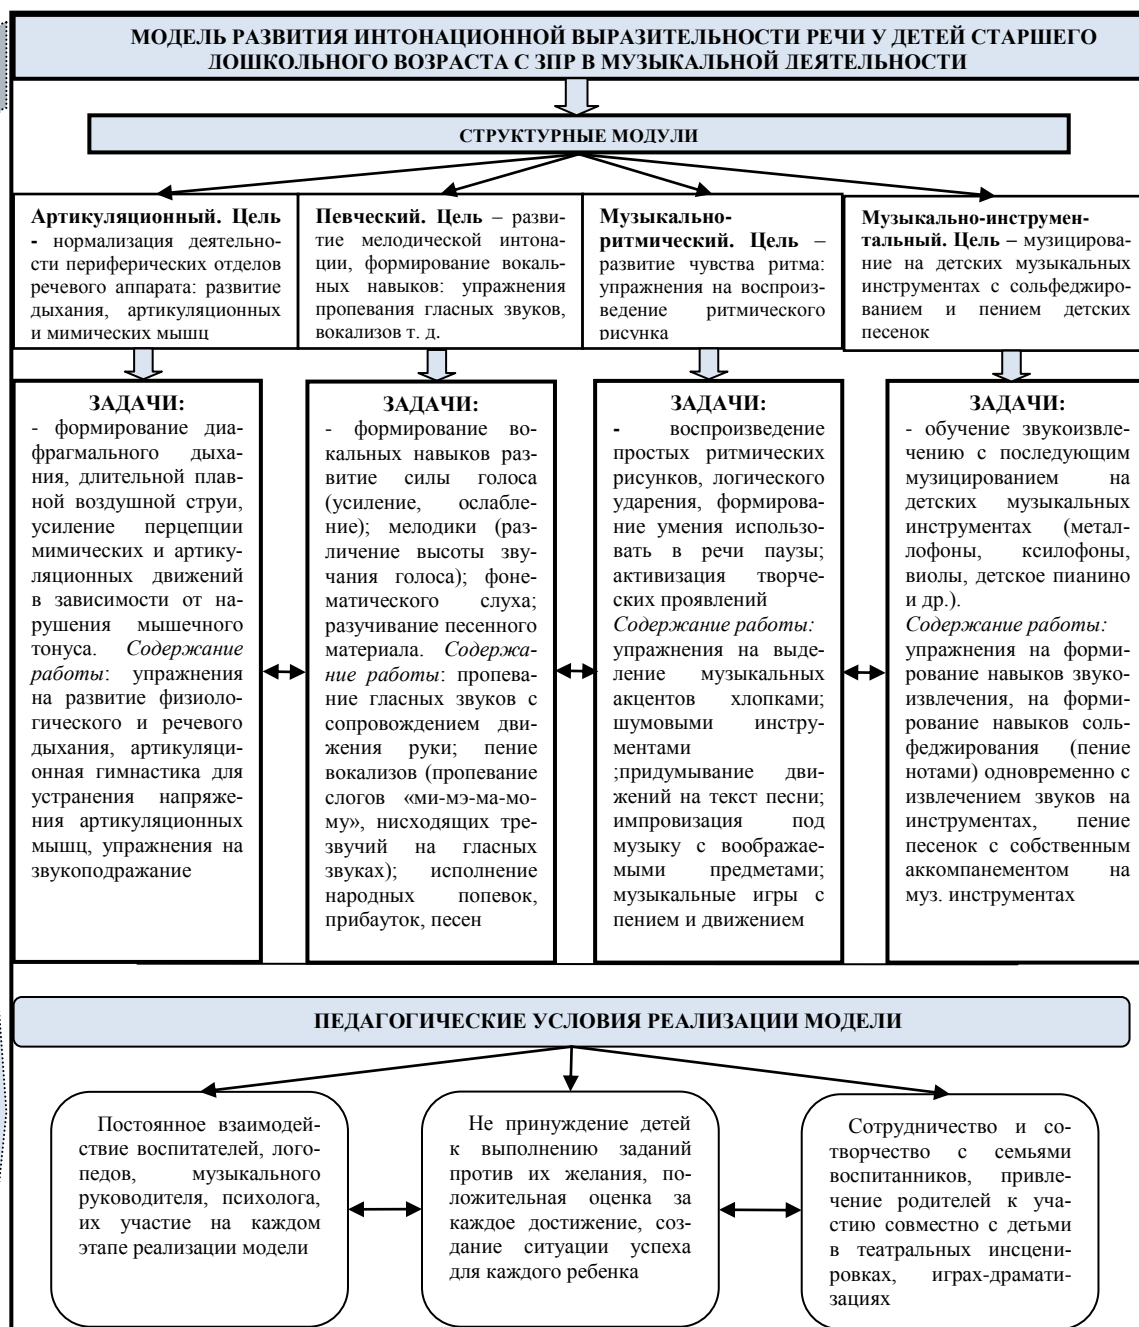 МОДЕЛЬ РАЗВИТИЯ ИНТОНАЦИОННОЙ ВЫРАЗИТЕЛЬНОСТИ РЕЧИ У ДЕТЕЙ СТАРШЕГО
ДОШКОЛЬНОГО ВОЗРАСТА С ЗПР В МУЗЫКАЛЬНОЙ ДЕЯТЕЛЬНОСТИ
СТРУКТУРНЫЕ МОДУЛИ
Артикуляционный. Цель
- нормализация деятельно-
сти периферических отделов
речевого аппарата: развитие
дыхания, артикуляционных
и мимических мышц
Певческий. Цель – разви-
тие мелодической интона-
ции, формирование вокаль-
ных навыков: упражнения
пропевания гласных звуков,
вокализов т. д.
Музыкально-
ритмический. Цель –
развитие чувства ритма:
упражнения на воспроиз-
ведение ритмического
рисунка
Музыкально-инструмен-
тальный. Цель – музицирова-
ние на детских музыкальных
инструментах с сольфеджиро-
ванием и пением детских
песенок
ЗАДАЧИ:
- формирование диа-
фрагмального дыха-
ния, длительной плав-
ной воздушной струи,
усиление перцепции
мимических и артику-
ляционных движений
в зависимости от на-
рушения мышечного
тонуса. Содержание
работы: упражнения
на развитие физиоло-
гического и речевого
дыхания, артикуляци-
онная гимнастика для
устранения напряже-
ния артикуляционных
мышц, упражнения на
звукоподражание
ЗАДАЧИ:
- формирование во-
кальных навыков раз-
витие силы голоса
(усиление, ослабле-
ние); мелодики (раз-
личение высоты зву-
чания голоса); фоне-
матического слуха;
разучивание песенного
материала. Содержа-
ние работы: пропева-
ние гласных звуков с
сопровождением дви-
жения руки; пение
вокализов (пропевание
слогов «ми-мэ-ма-мо-
му», нисходящих тре-
звучий на гласных
звуках); исполнение
народных попевок,
прибауток, песен
ЗАДАЧИ:
- воспроизведение
простых ритмических
рисунков, логического
ударения, формирова-
ние умения использо-
вать в речи паузы;
активизация творче-
ских проявлений
Содержание работы:
упражнения на выде-
ление музыкальных
акцентов хлопками;
шумовыми инстру-
ментами
;придумывание дви-
жений на текст песни;
импровизация под
музыку с воображае-
мыми предметами;
музыкальные игры с
пением и движением
ЗАДАЧИ:
- обучение звукоизвле-
чению с последующим
музицированием на
детских музыкальных
инструментах (метал-
лофоны, ксилофоны,
виолы, детское пианино
и др.).
Содержание работы:
упражнения на форми-
рование навыков звуко-
извлечения, на форми-
рование навыков соль-
феджирования (пение
нотами) одновременно с
извлечением звуков на
инструментах, пение
песенок с собственным
аккомпанементом на
муз. инструментах
ПЕДАГОГИЧЕСКИЕ УСЛОВИЯ РЕАЛИЗАЦИИ МОДЕЛИ
Постоянное взаимодей-
ствие воспитателей, лого-
педов, музыкального
руководителя, психолога,
их участие на каждом
этапе реализации модели
Не принуждение детей
к выполнению заданий
против их желания, по-
ложительная оценка за
каждое достижение, соз-
дание ситуации успеха
для каждого ребенка
Сотрудничество и со-
творчество с семьями
воспитанников, привле-
чение родителей к уча-
стию совместно с детьми
в театральных инсцени-
ровках, играх-драмати-
зациях